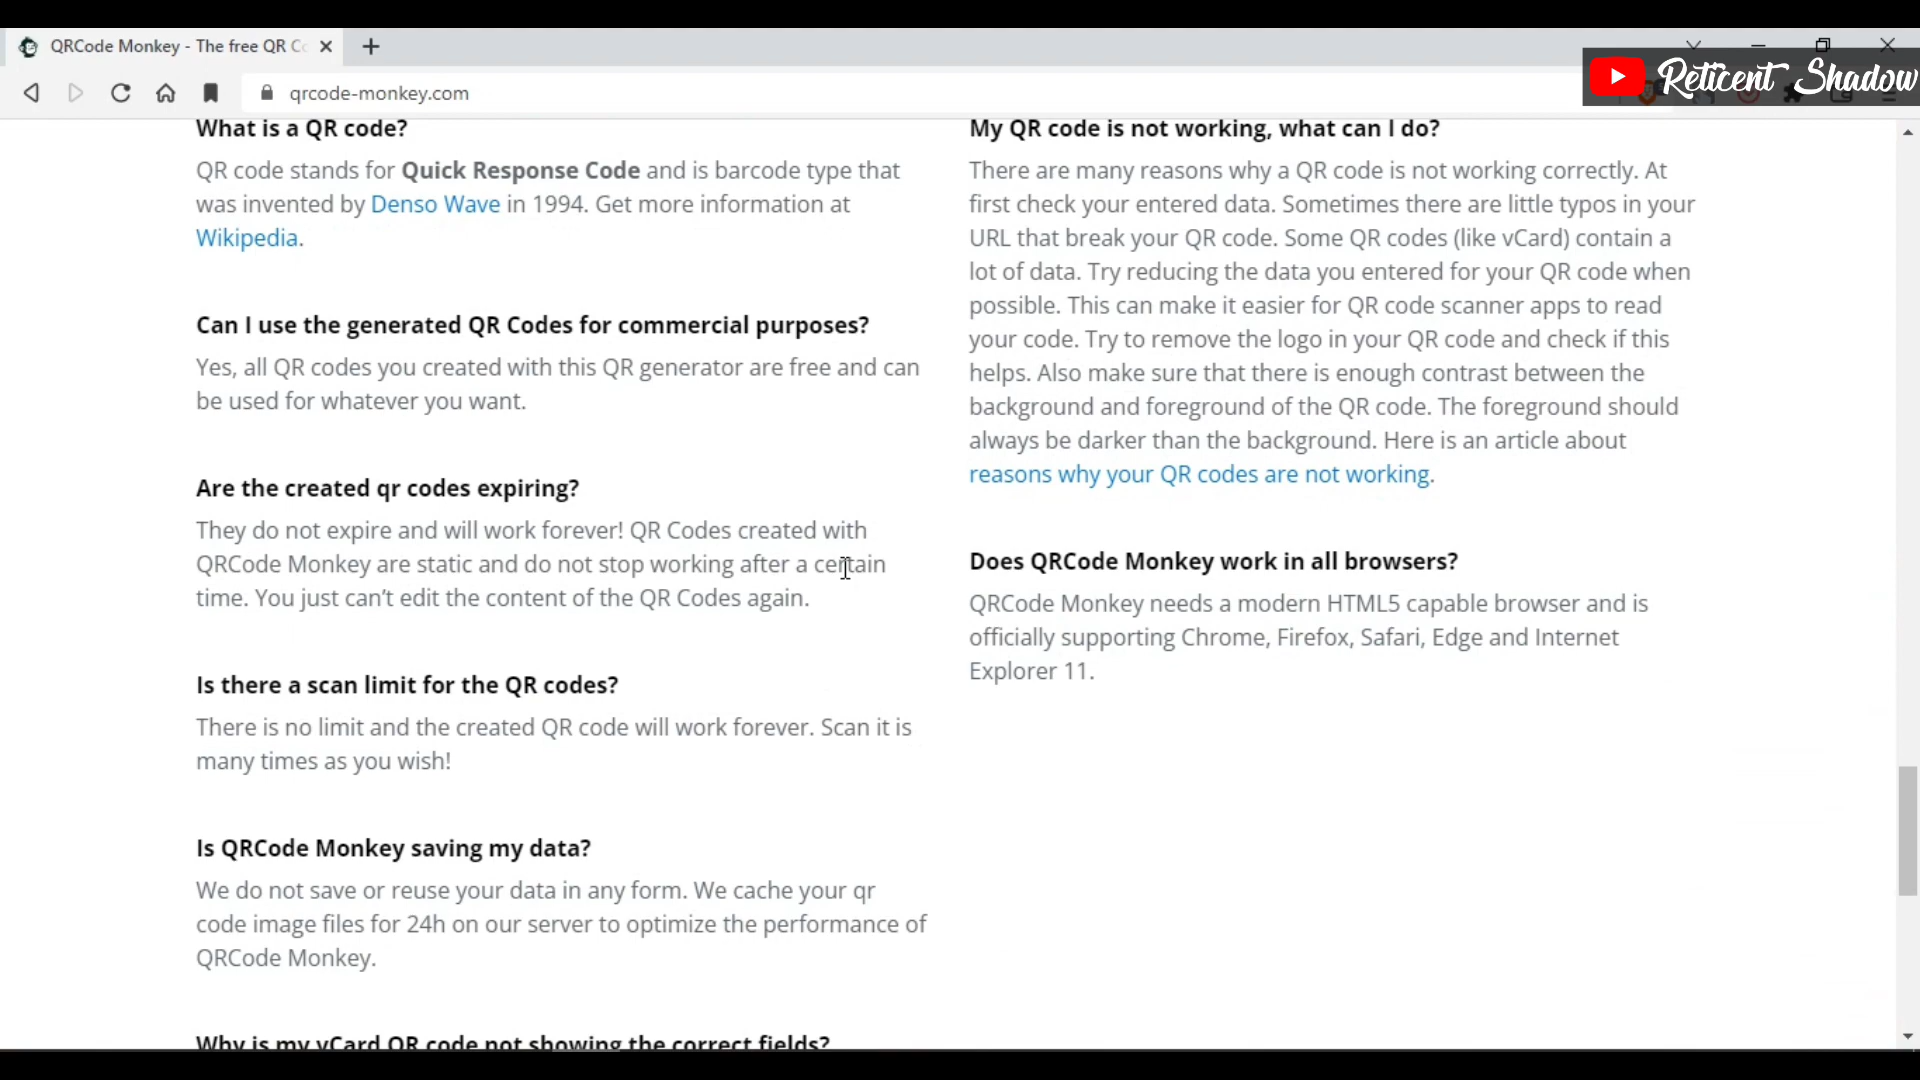 QRCode Monkey - The free QR C
Reticent Shadow
qrcode-monkey.com
What is a QR code?
QR code stands for Quick Response Code and is barcode type that
was invented by Denso Wave in 1994. Get more information at
Wikipedia.
Can I use the generated QR Codes for commercial purposes?
Yes, all QR codes you created with this QR generator are free and can
be used for whatever you want.
Are the created qr codes expiring?
They do not expire and will work forever! QR Codes created with
QRCode Monkey are static and do not stop working after a certain
time. You just can’t edit the content of the QR Codes again.
Is there a scan limit for the QR codes?
There is no limit and the created QR code will work forever. Scan it is
many times as you wish!
Is QRCode Monkey saving my data?
We do not save or reuse your data in any form. We cache your qr
code image files for 24h on our server to optimize the performance of
QRCode Monkey.
Why is my vCard QR code not showing the correct fields?
My QR code is not working, what can I do?
There are many reasons why a QR code is not working correctly. At
first check your entered data. Sometimes there are little typos in your
URL that break your QR code. Some QR codes (like vCard) contain a
lot of data. Try reducing the data you entered for your QR code when
possible. This can make it easier for QR code scanner apps to read
your code. Try to remove the logo in your QR code and check if this
helps. Also make sure that there is enough contrast between the
background and foreground of the QR code. The foreground should
always be darker than the background. Here is an article about
reasons why your QR codes are not working.
Does QRCode Monkey work in all browsers?
QRCode Monkey needs a modern HTML5 capable browser and is
officially supporting Chrome, Firefox, Safari, Edge and Internet
Explorer 11.